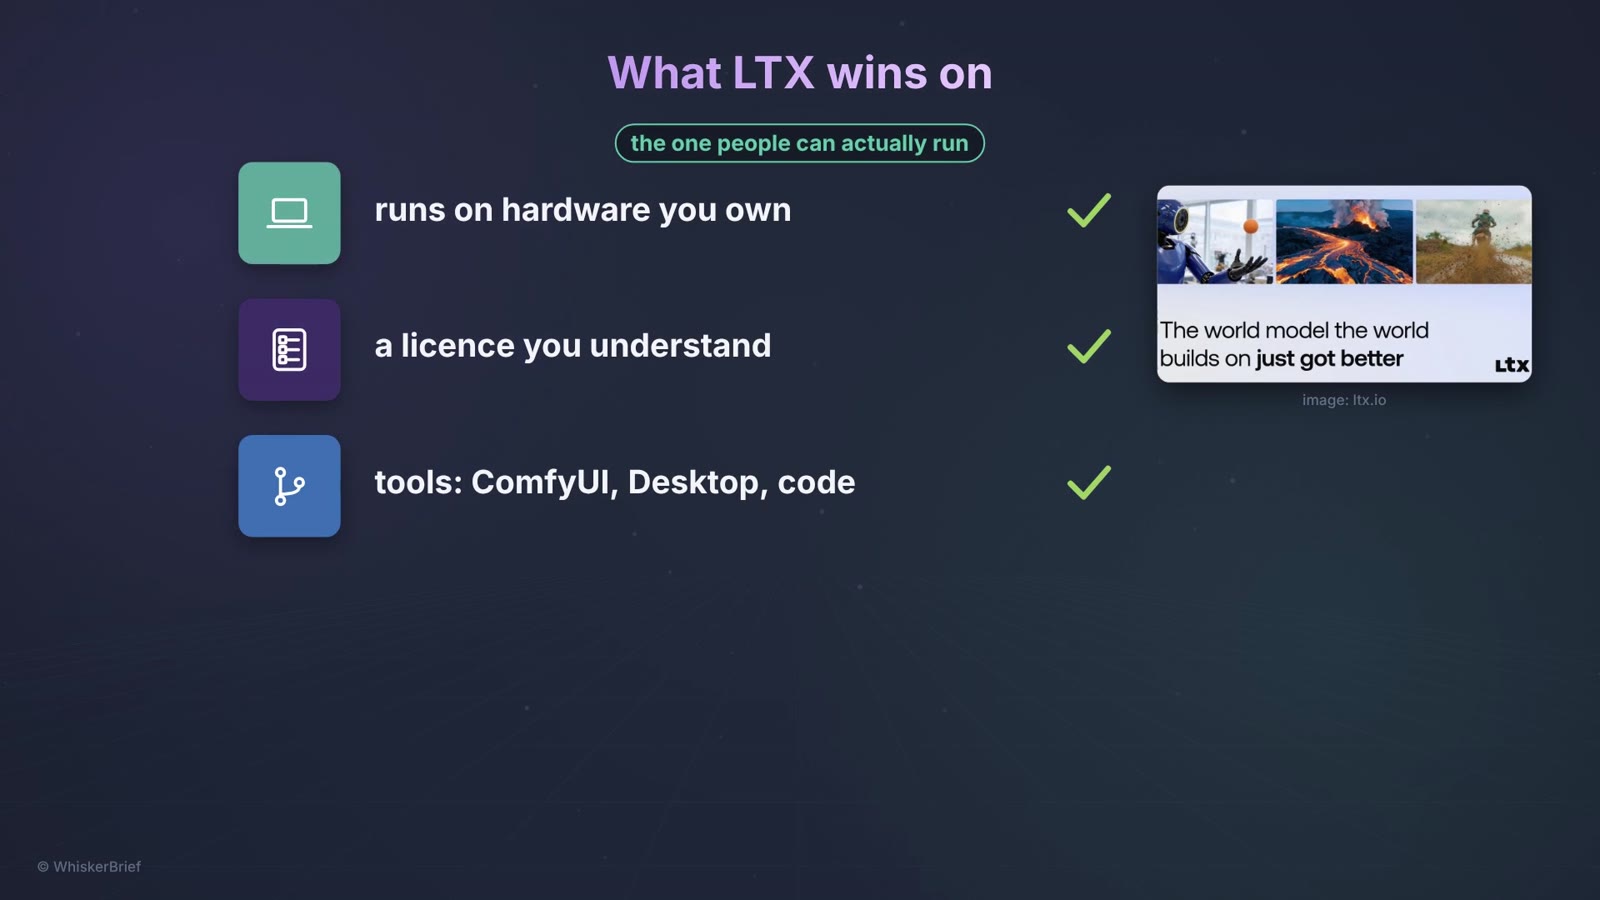 What LTX wins on
the one people can actually run
runs on hardware you own
a licence you understand
tools: ComfyUI, Desktop, code
The world model the world
builds on just got better
Ltx
image: ltx.io
© WhiskerBrief